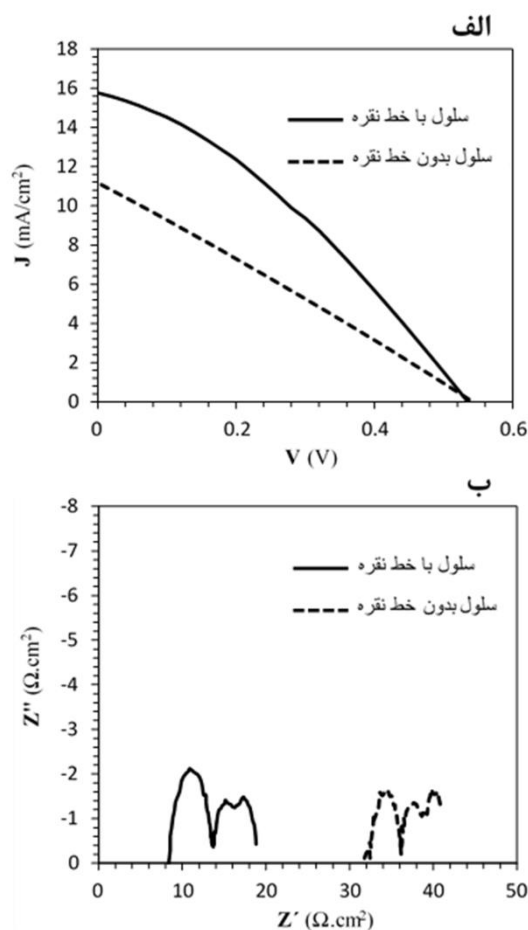 الف
18
16
14
12
10
8
6
4
2
0
J (mA/cm²)
سلول با خط نقره
سلول بدون خط نقره
0 0.2 0.4 0.6
V (V)
ب
-8
-7
-6
-5
-4
-3
-2
-1
0
Z" (Ω.cm²)
سلول با خط نقره
سلول بدون خط نقره
0 10 20 30 40 50
Z´ (Ω.cm²)